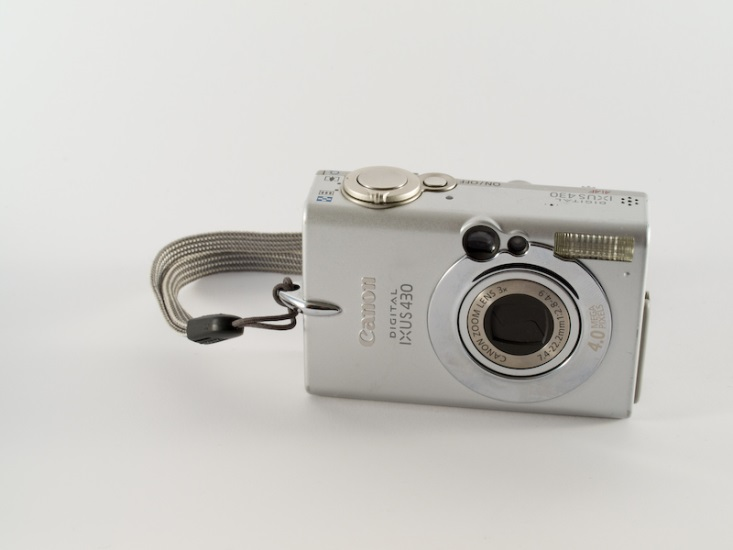 ON/OFF
DIGITAL
IXUS 430
Canon
DIGITAL
IXUS 430
CANON ZOOM LENS 3x
7.4-22.2mm 1:2.8-4.9
4.0 MEGA
PIXELS